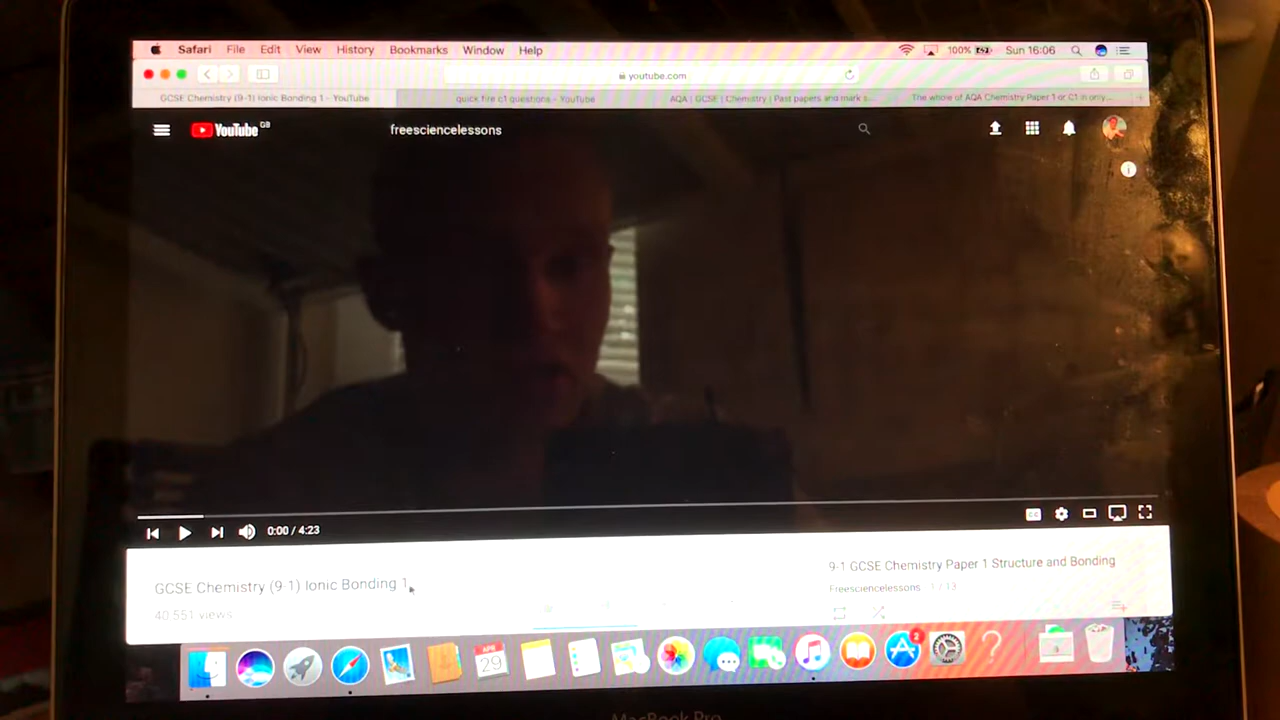 Safari File Edit View History Bookmarks Window Help 100% Sun 16:06
youtube.com
GCSE Chemistry (9-1) Ionic Bonding 1 - YouTube quick fire c1 questions - YouTube AQA | GCSE | Chemistry | Past papers and mark s... The whole of AQA Chemistry Paper 1 or C1 in only...
YouTube GB freesciencelessons
0:00 / 4:23 CC
GCSE Chemistry (9-1) Ionic Bonding 1
40,551 views
9-1 GCSE Chemistry Paper 1 Structure and Bonding
Freesciencelessons - 1 / 13
APR
29
2
MacBook Pro